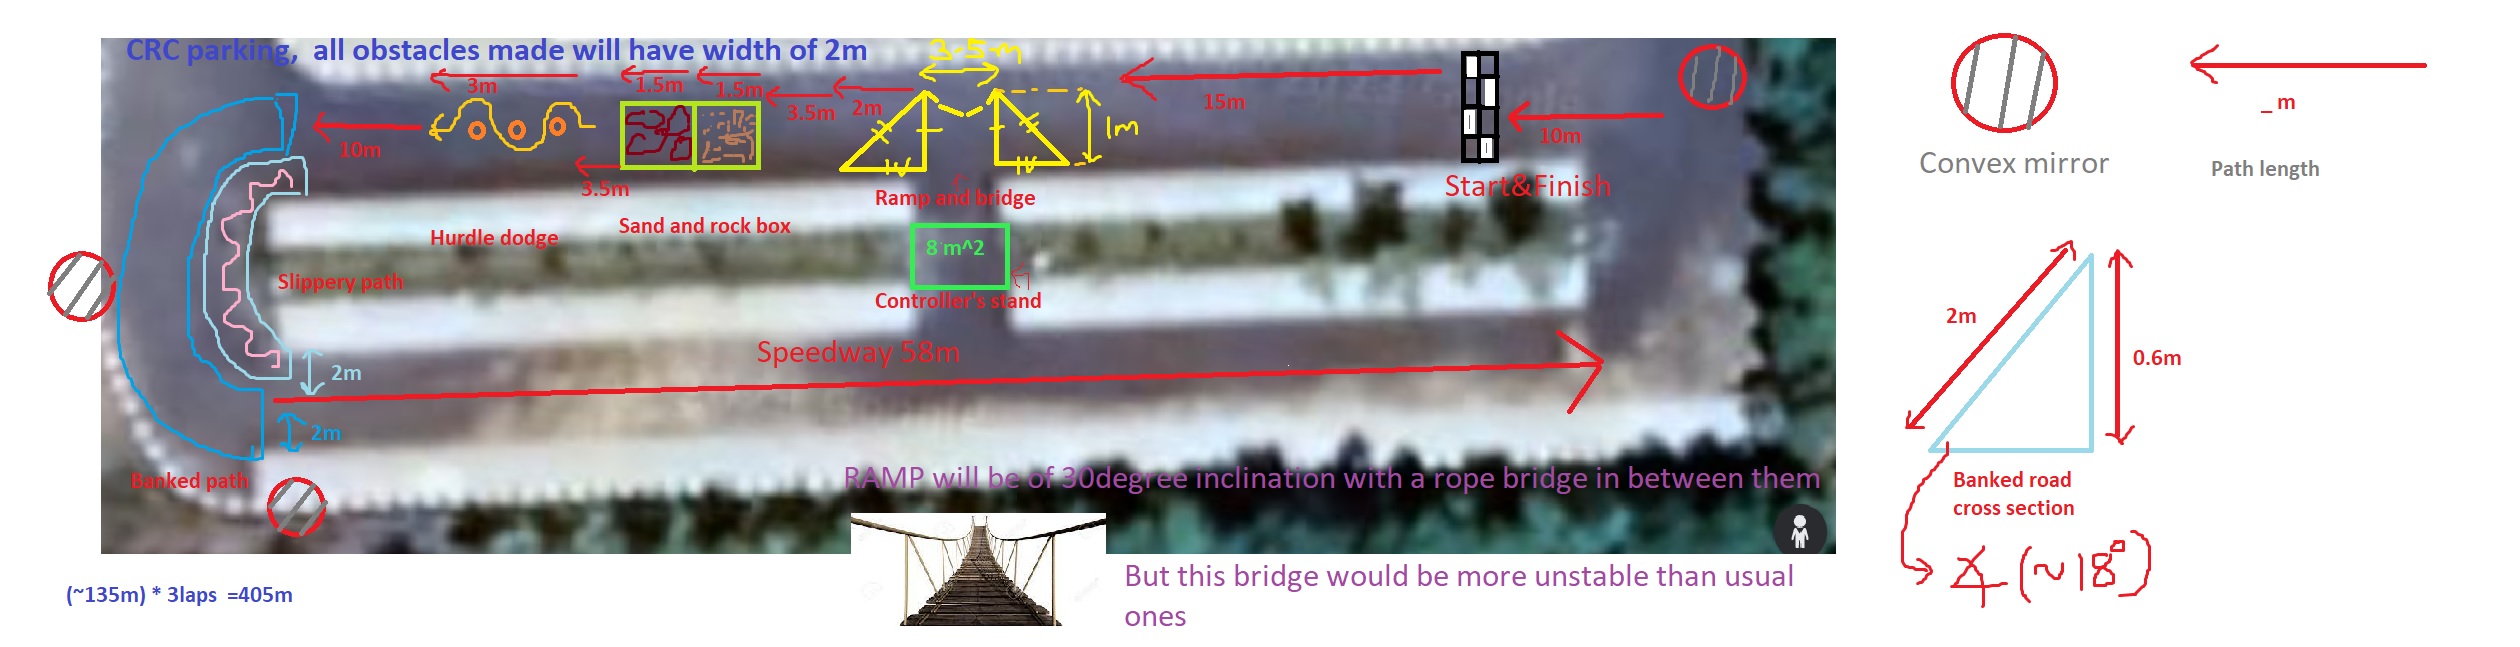 CRC parking, all obstacles made will have width of 2m
3.5m
3m
1.5m
1.5m
2m
3.5m
15m
1m
10m
10m
3.5m
_ m
Convex mirror
Path length
Start&Finish
Ramp and bridge
Sand and rock box
Hurdle dodge
8 m^2
Slippery path
Controller's stand
2m
0.6m
Speedway 58m
2m
2m
Banked path
RAMP will be of 30degree inclination with a rope bridge in between them
Banked road
cross section
But this bridge would be more unstable than usual
ones
(~18°)
(~135m) * 3laps =405m